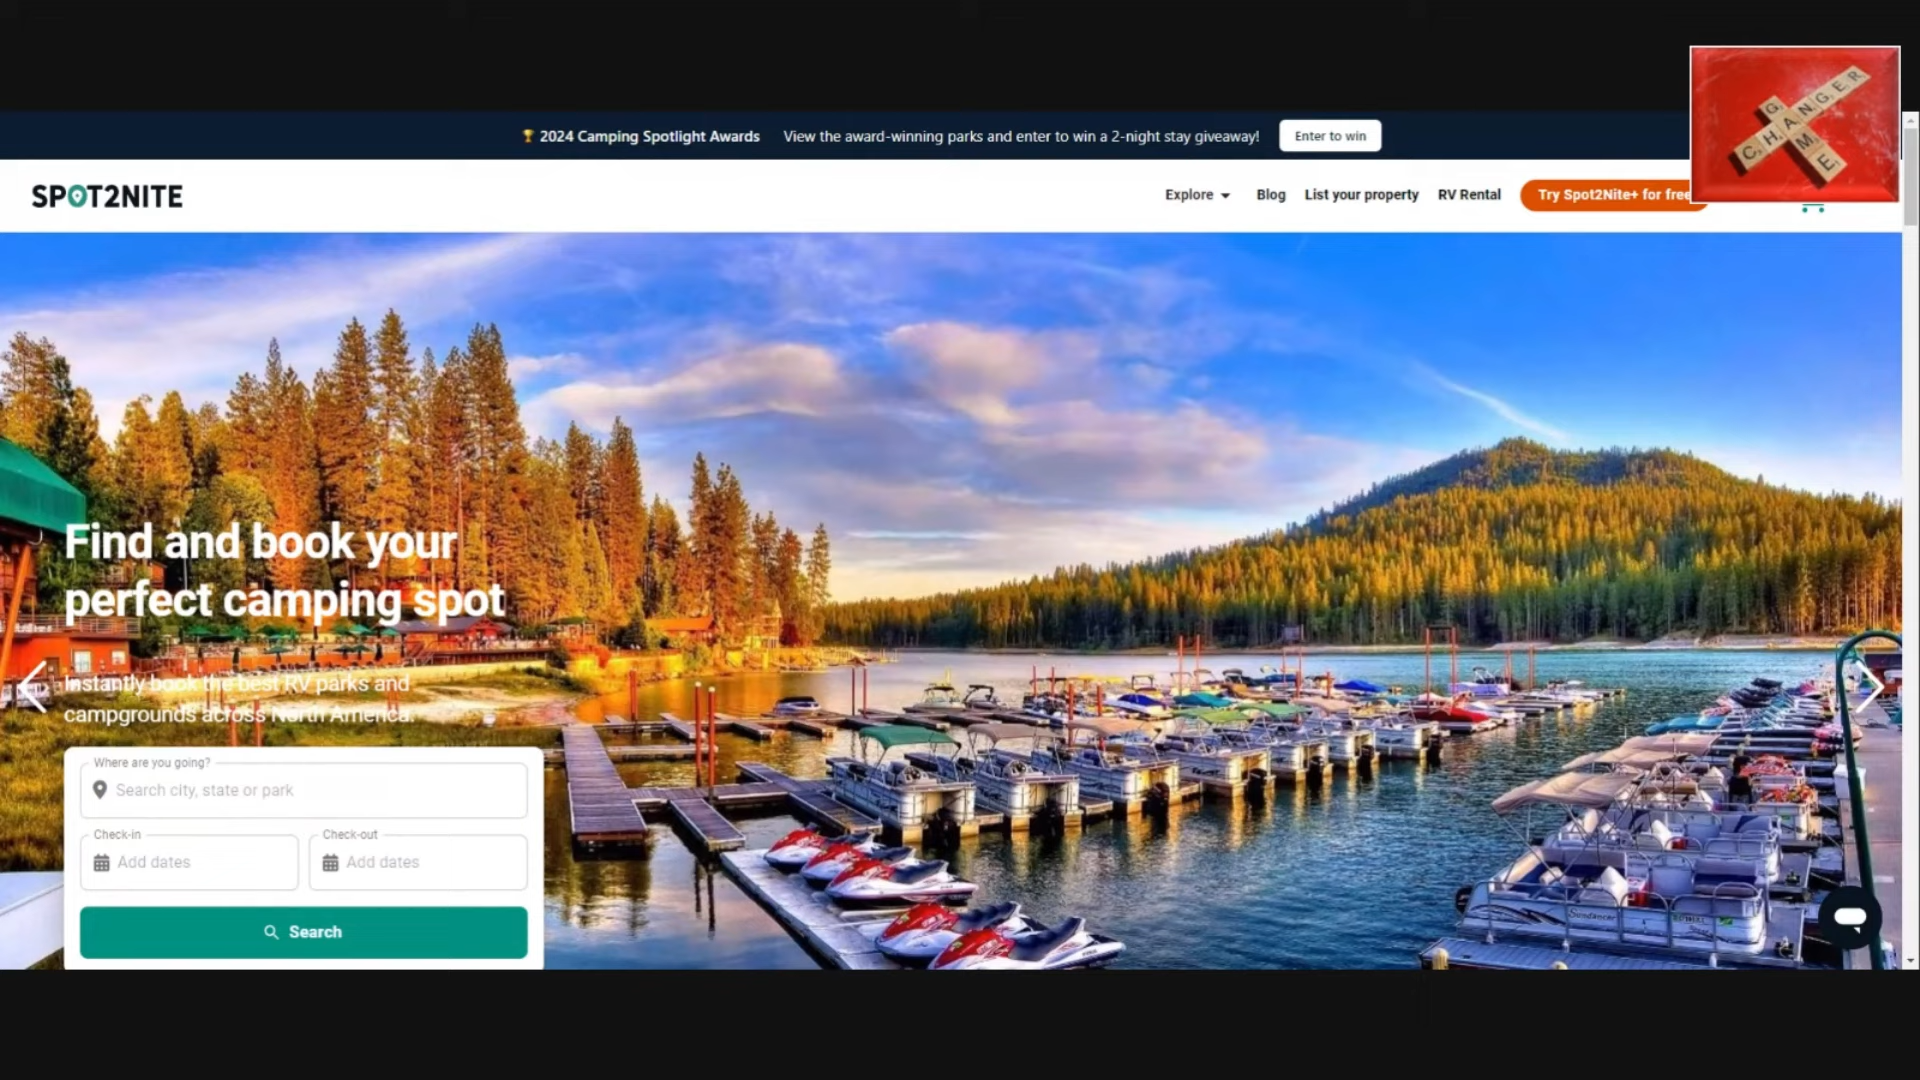 🏆 2024 Camping Spotlight Awards View the award-winning parks and enter to win a 2-night stay giveaway! Enter to win
SPOT2NITE
Explore Blog List your property RV Rental Try Spot2Nite+ for free
CHANGER
GAME
Find and book your
perfect camping spot
Instantly book the best RV parks and
campgrounds across North America.
Where are you going?
Search city, state or park
Check-in Check-out
Add dates Add dates
Search
Sundancer